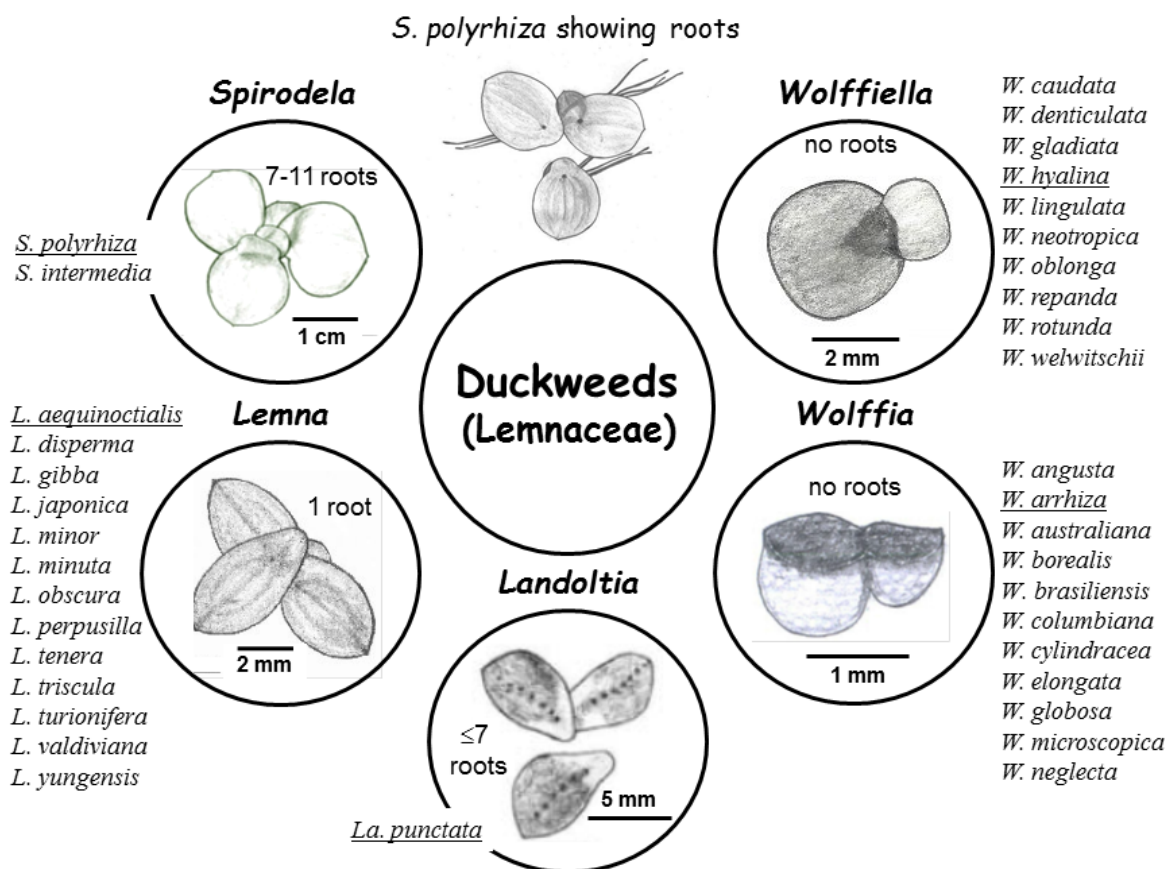 S. polyrhiza showing roots
Spirodela
7-11 roots
S. polyrhiza
S. intermedia
1 cm
Wolffiella
no roots
2 mm
W. caudata
W. denticulata
W. gladiata
W. hyalina
W. lingulata
W. neotropica
W. oblonga
W. repanda
W. rotunda
W. welwitschii
Duckweeds
(Lemnaceae)
Lemna
1 root
2 mm
L. aequinoctialis
L. disperma
L. gibba
L. japonica
L. minor
L. minuta
L. obscura
L. perpusilla
L. tenera
L. triscula
L. turionifera
L. valdiviana
L. yungensis
Wolffia
no roots
1 mm
W. angusta
W. arrhiza
W. australiana
W. borealis
W. brasiliensis
W. columbiana
W. cylindracea
W. elongata
W. globosa
W. microscopica
W. neglecta
Landoltia
≤7
roots
5 mm
La. punctata